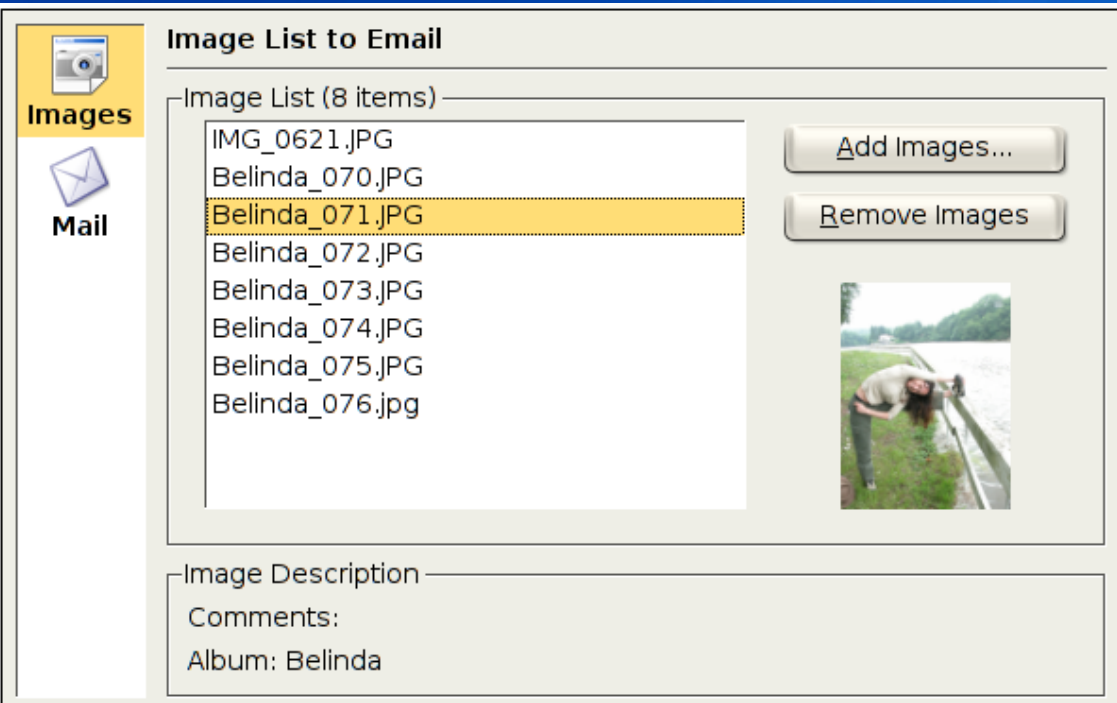 Images
Mail
Image List to Email
Image List (8 items)
IMG_0621.JPG
Belinda_070.JPG
Belinda_071.JPG
Belinda_072.JPG
Belinda_073.JPG
Belinda_074.JPG
Belinda_075.JPG
Belinda_076.jpg
Add Images...
Remove Images
Image Description
Comments:
Album: Belinda